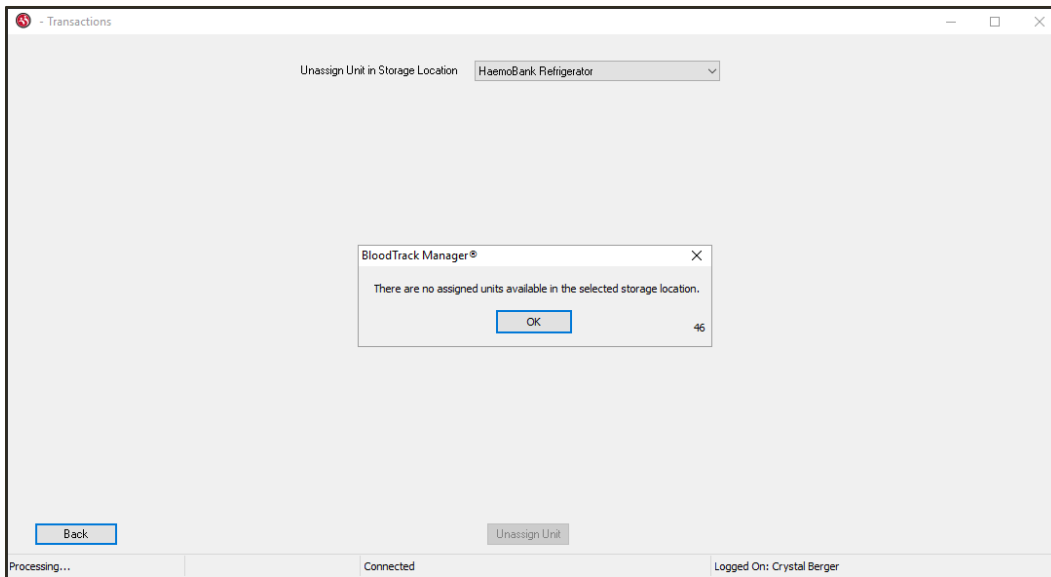 - Transactions
Unassign Unit in Storage Location HaemoBank Refrigerator
BloodTrack Manager®
There are no assigned units available in the selected storage location.
OK
46
Back Unassign Unit
Processing... Connected Logged On: Crystal Berger